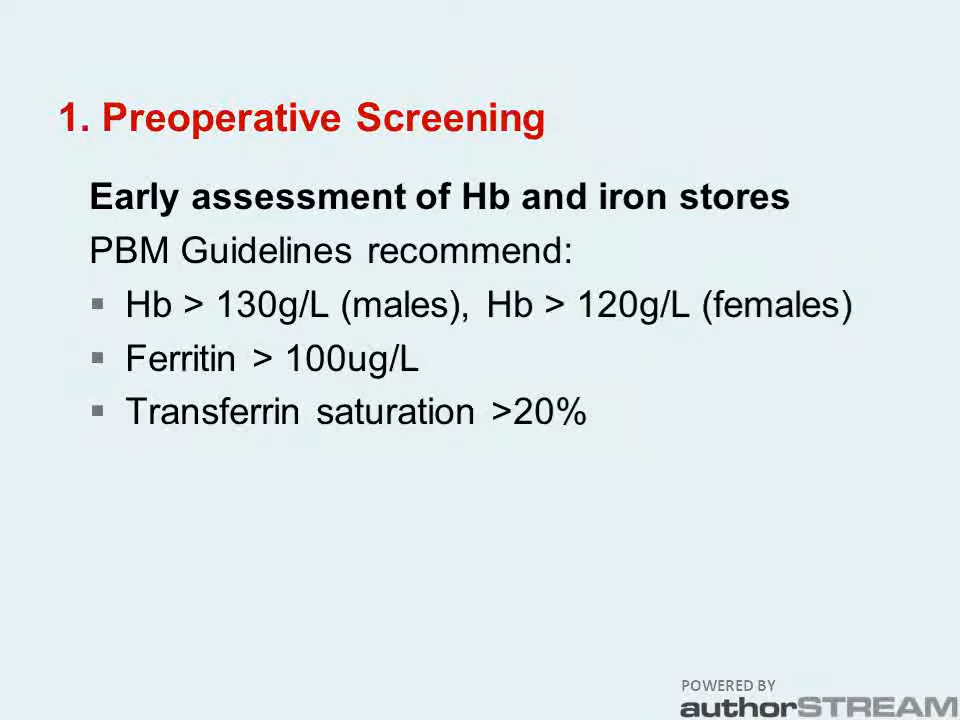 1. Preoperative Screening
Early assessment of Hb and iron stores
PBM Guidelines recommend:
▪ Hb > 130g/L (males), Hb > 120g/L (females)
▪ Ferritin > 100ug/L
▪ Transferrin saturation >20%
POWERED BY
authorSTREAM